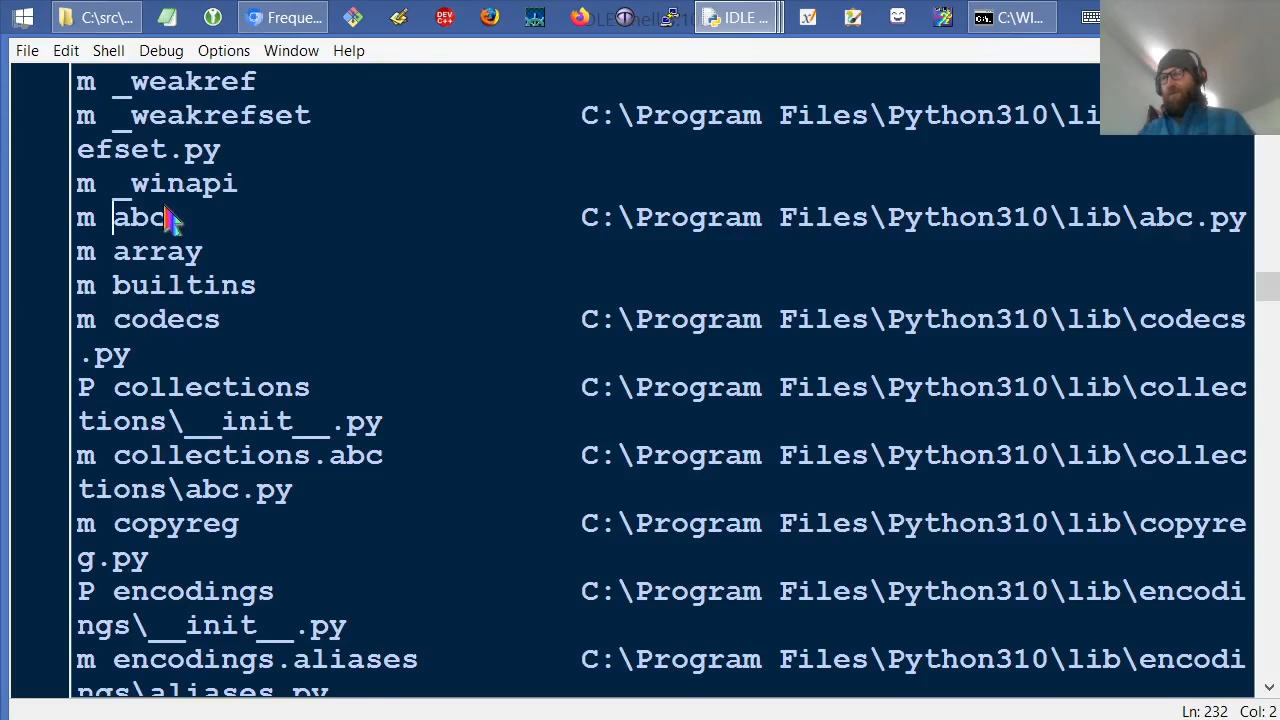 C:\src\...
Freque...
DEV C++
IDLE ...
C:\WI...
File Edit Shell Debug Options Window Help
m _weakref
m _weakrefset C:\Program Files\Python310\li
efset.py
m _winapi
m abc C:\Program Files\Python310\lib\abc.py
m array
m builtins
m codecs C:\Program Files\Python310\lib\codecs
.py
P collections C:\Program Files\Python310\lib\collec
tions\__init__.py
m collections.abc C:\Program Files\Python310\lib\collec
tions\abc.py
m copyreg C:\Program Files\Python310\lib\copyre
g.py
P encodings C:\Program Files\Python310\lib\encodi
ngs\__init__.py
m encodings.aliases C:\Program Files\Python310\lib\encodi
ngs\aliases.py
Ln: 232 Col: 2